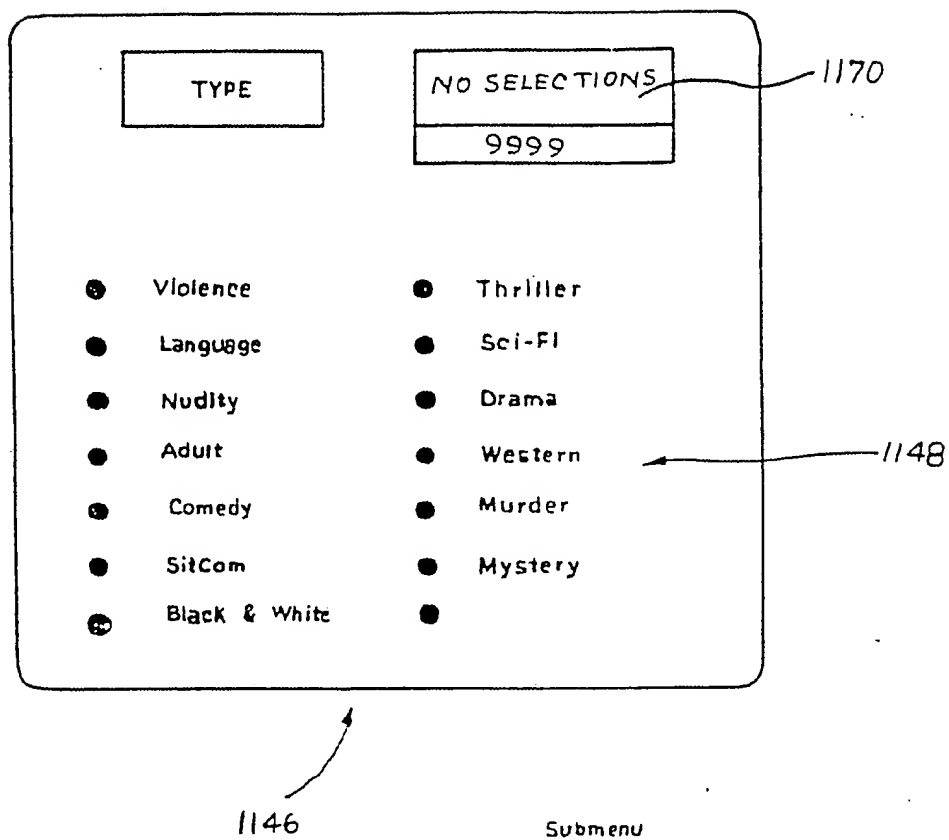 TYPE
NO SELECTIONS
1170
9999
Violence
Language
Nudity
Adult
Comedy
SitCom
Black & White
Thriller
Sci-Fi
Drama
Western
Murder
Mystery
1148
1146
Submenu